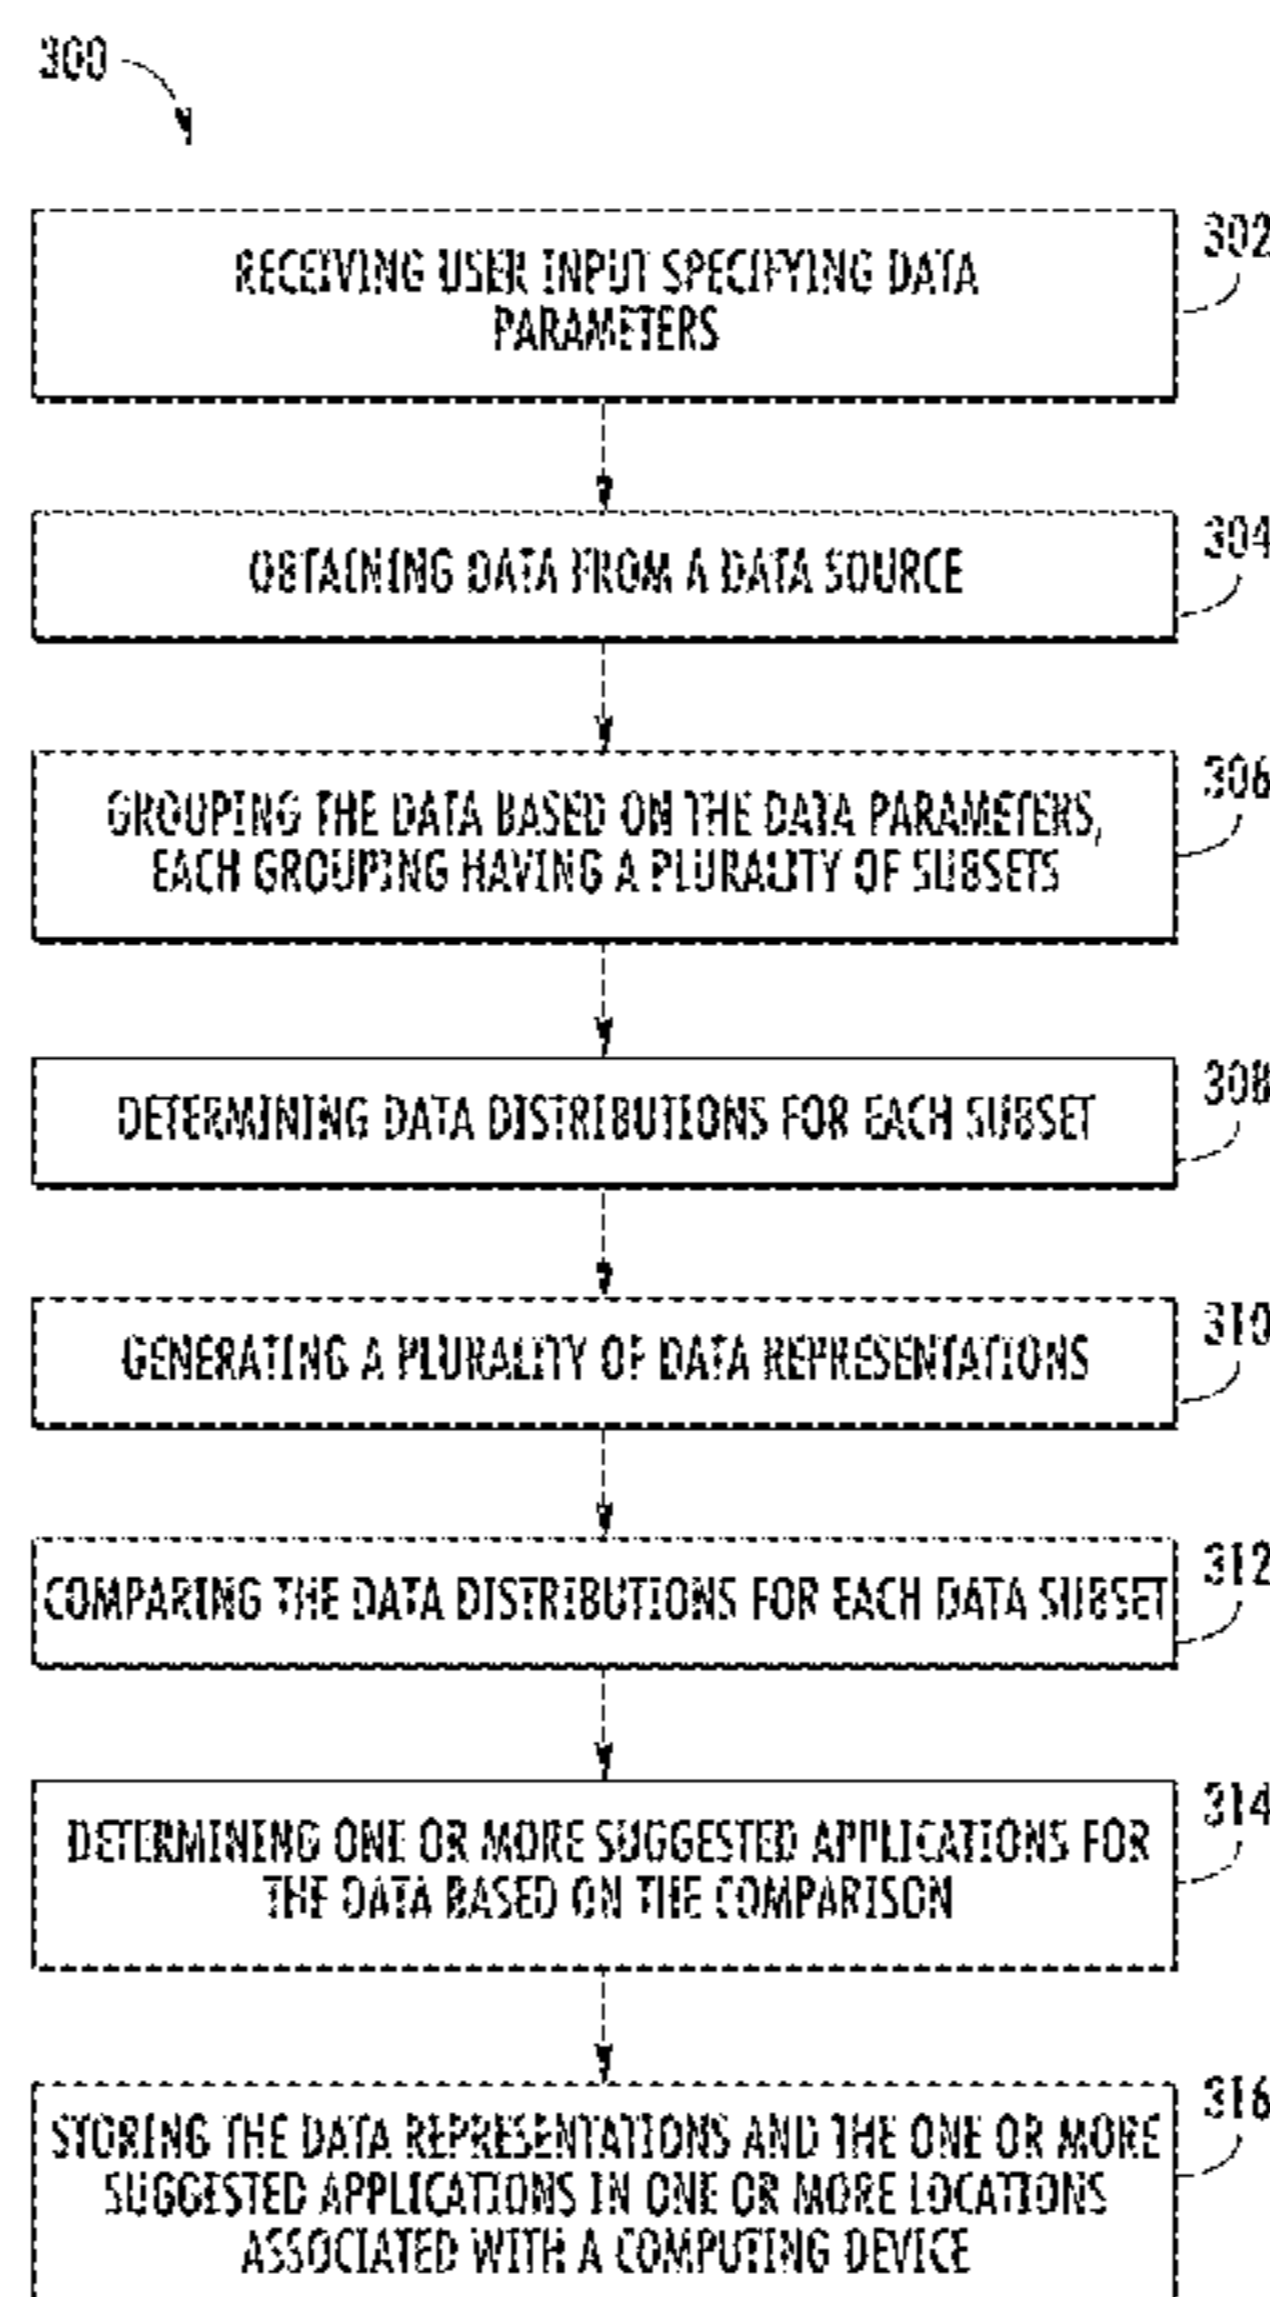 300
302
RECEIVING USER INPUT SPECIFYING DATA
PARAMETERS
304
OBTAINING DATA FROM A DATA SOURCE
306
GROUPING THE DATA BASED ON THE DATA PARAMETERS,
EACH GROUPING HAVING A PLURALITY OF SUBSETS
308
DETERMINING DATA DISTRIBUTIONS FOR EACH SUBSET
310
GENERATING A PLURALITY OF DATA REPRESENTATIONS
312
COMPARING THE DATA DISTRIBUTIONS FOR EACH DATA SUBSET
314
DETERMINING ONE OR MORE SUGGESTED APPLICATIONS FOR
THE DATA BASED ON THE COMPARISON
316
STORING THE DATA REPRESENTATIONS AND THE ONE OR MORE
SUGGESTED APPLICATIONS IN ONE OR MORE LOCATIONS
ASSOCIATED WITH A COMPUTING DEVICE